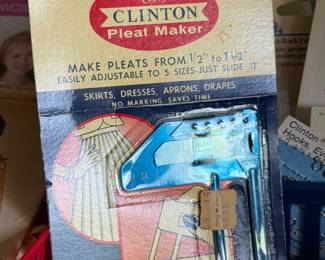 CLINTON
Pleat Maker
MAKE PLEATS FROM 1/2" to 1 1/2"
EASILY ADJUSTABLE TO 5 SIZES-JUST SLIDE IT
SKIRTS, DRESSES, APRONS, DRAPES
NO MARKING SAVES TIME
Clinton
Hooks,